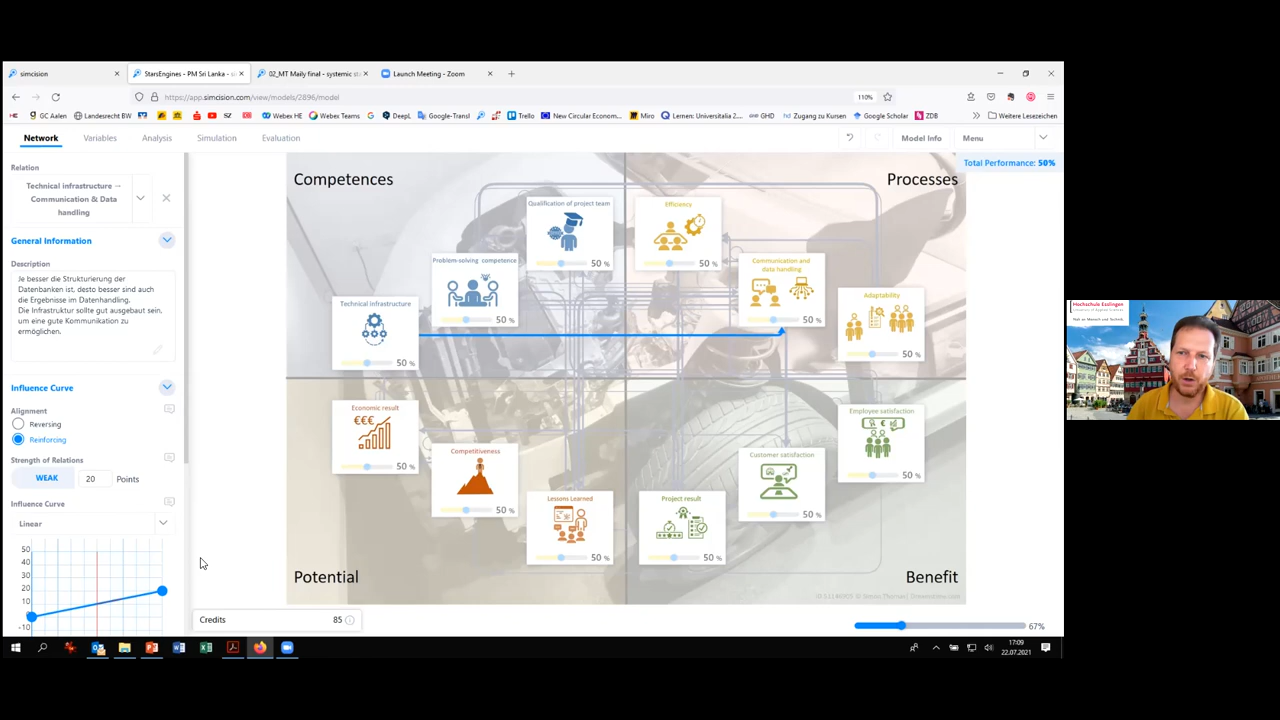 simcision
StarsEngines - PM Sri Lanka - si
02_MT Maily final - systemic sta
Launch Meeting - Zoom
https://app.simcision.com/view/models/2896/model
110%
GC Aalen
Landesrecht BW
SZ
Webex HE
Webex Teams
DeepL
Google-Transl
Trello
New Circular Econom...
Miro
Lernen: Universitalia 2...
GHD
Zugang zu Kursen
Google Scholar
ZDB
Weitere Lesezeichen
Network
Variables
Analysis
Simulation
Evaluation
Model Info
Menu
Total Performance: 50%
Relation
Technical infrastructure →
Communication & Data
handling
General Information
Description
Je besser die Strukturierung der
Datenbanken ist, desto besser sind auch
die Ergebnisse im Datenhandling.
Die Infrastruktur sollte gut ausgebaut sein,
um eine gute Kommunikation zu
ermöglichen.
Influence Curve
Alignment
Reversing
Reinforcing
Strength of Relations
WEAK
20
Points
Influence Curve
Linear
50
40
30
20
10
0
-10
Competences
Processes
Qualification of project team
50 %
Efficiency
50 %
Problem-solving competence
50 %
Communication and
data handling
50 %
Technical infrastructure
50 %
Adaptability
50 %
Economic result
€€€
50 %
Employee satisfaction
50 %
Competitiveness
50 %
Customer satisfaction
50 %
Lessons Learned
50 %
Project result
50 %
Potential
Benefit
Credits
85
67%
Hochschule Esslingen
17:09
22.07.2021